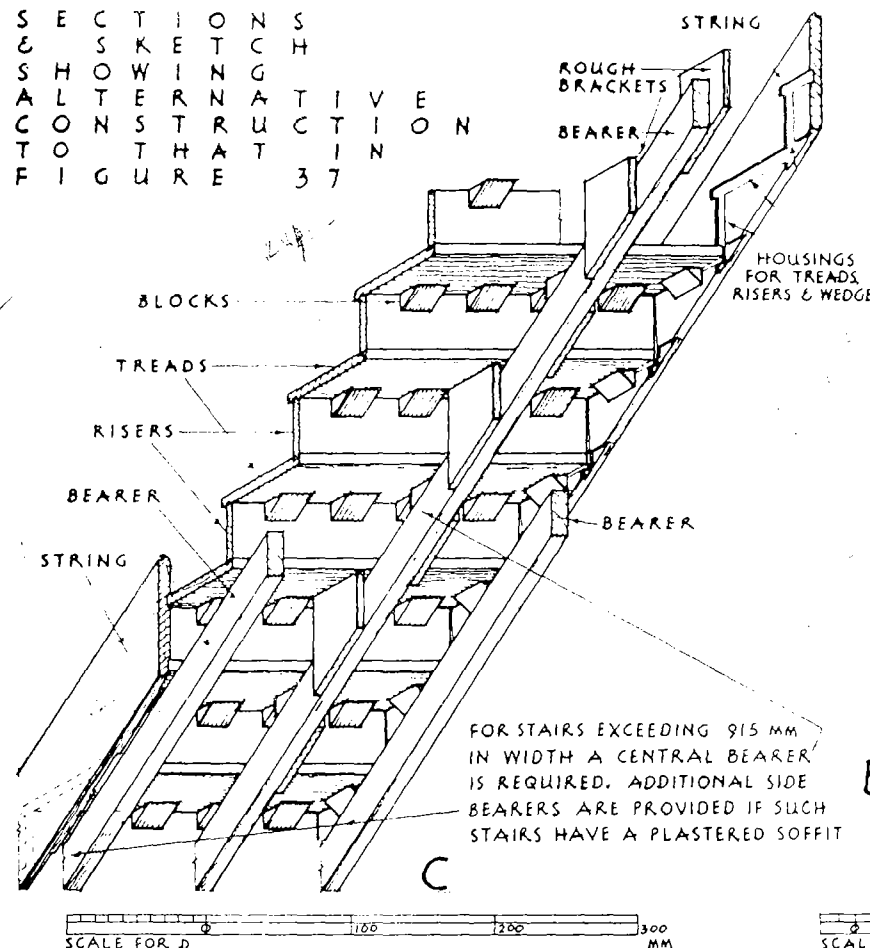 SECTIONS
& SKETCH
SHOWING
ALTERNATIVE
CONSTRUCTION
TO THAT IN
FIGURE 37
STRING
ROUGH
BRACKETS
BEARER
HOUSINGS
FOR TREADS,
RISERS & WEDGE
BLOCKS
TREADS
RISERS
BEARER
BEARER
STRING
FOR STAIRS EXCEEDING 915 MM
IN WIDTH A CENTRAL BEARER
IS REQUIRED. ADDITIONAL SIDE
BEARERS ARE PROVIDED IF SUCH
STAIRS HAVE A PLASTERED SOFFIT
C
0 100 200 300
SCALE FOR D MM
0
SCAL